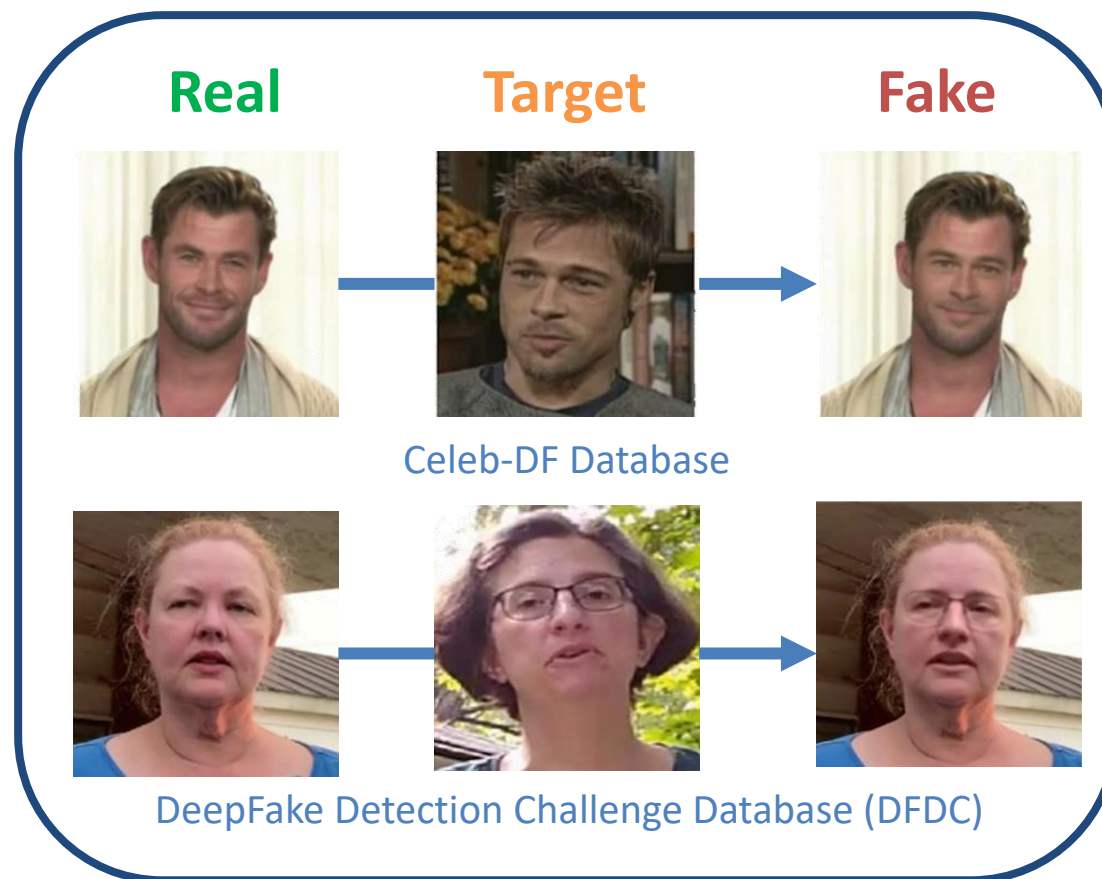 Real Target Fake
Celeb-DF Database
DeepFake Detection Challenge Database (DFDC)